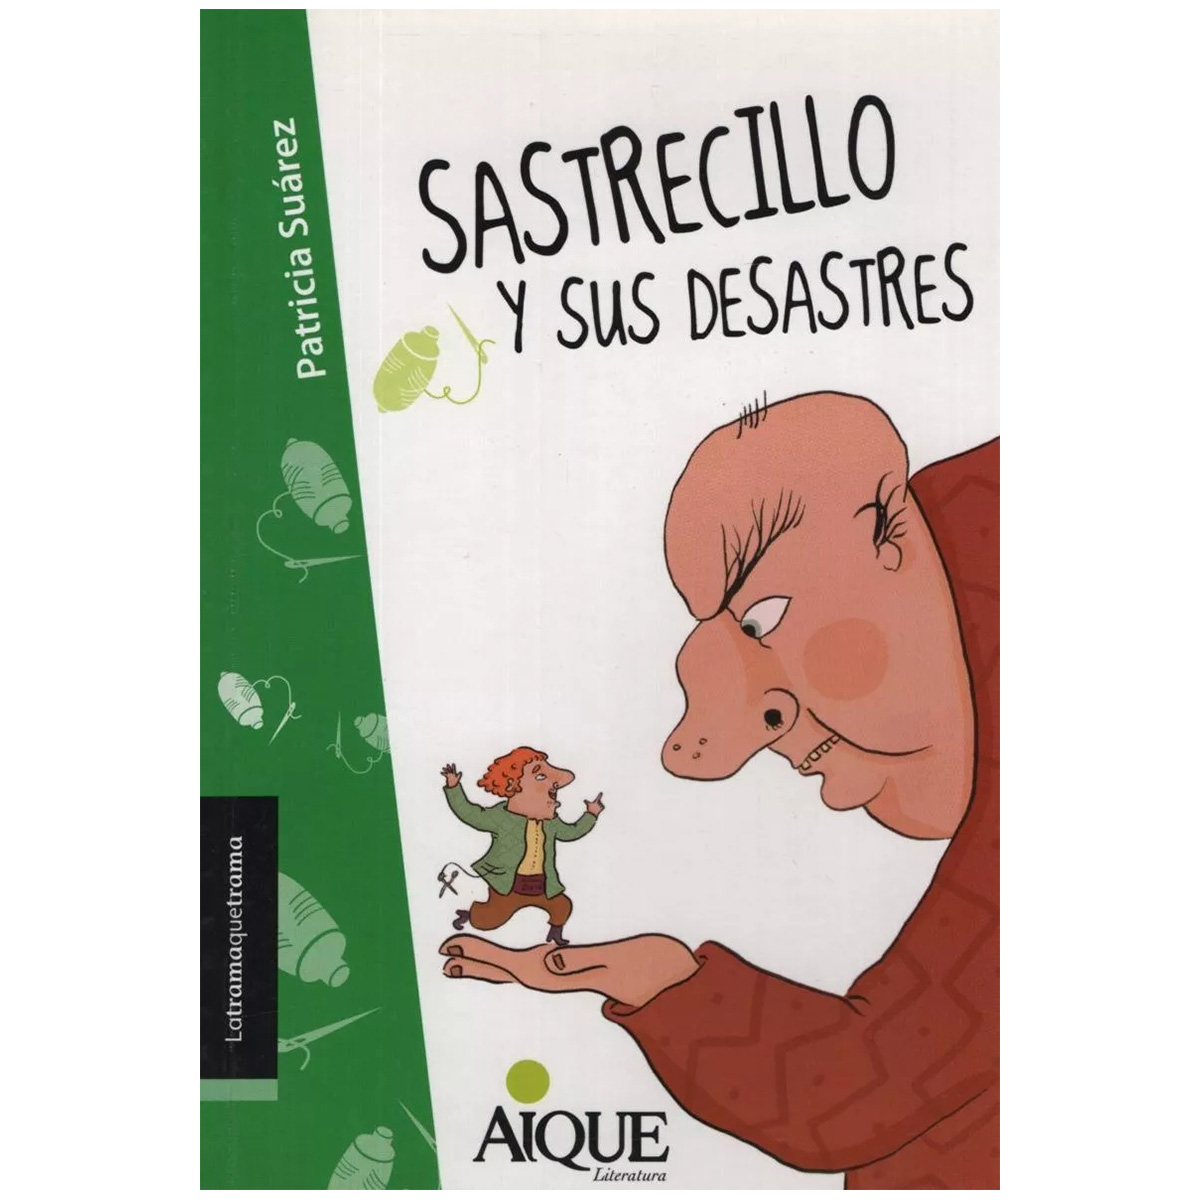 SASTRECILLO
Y SUS DESASTRES
Patricia Suárez
Latramaquetrama
AIQUE
Literatura